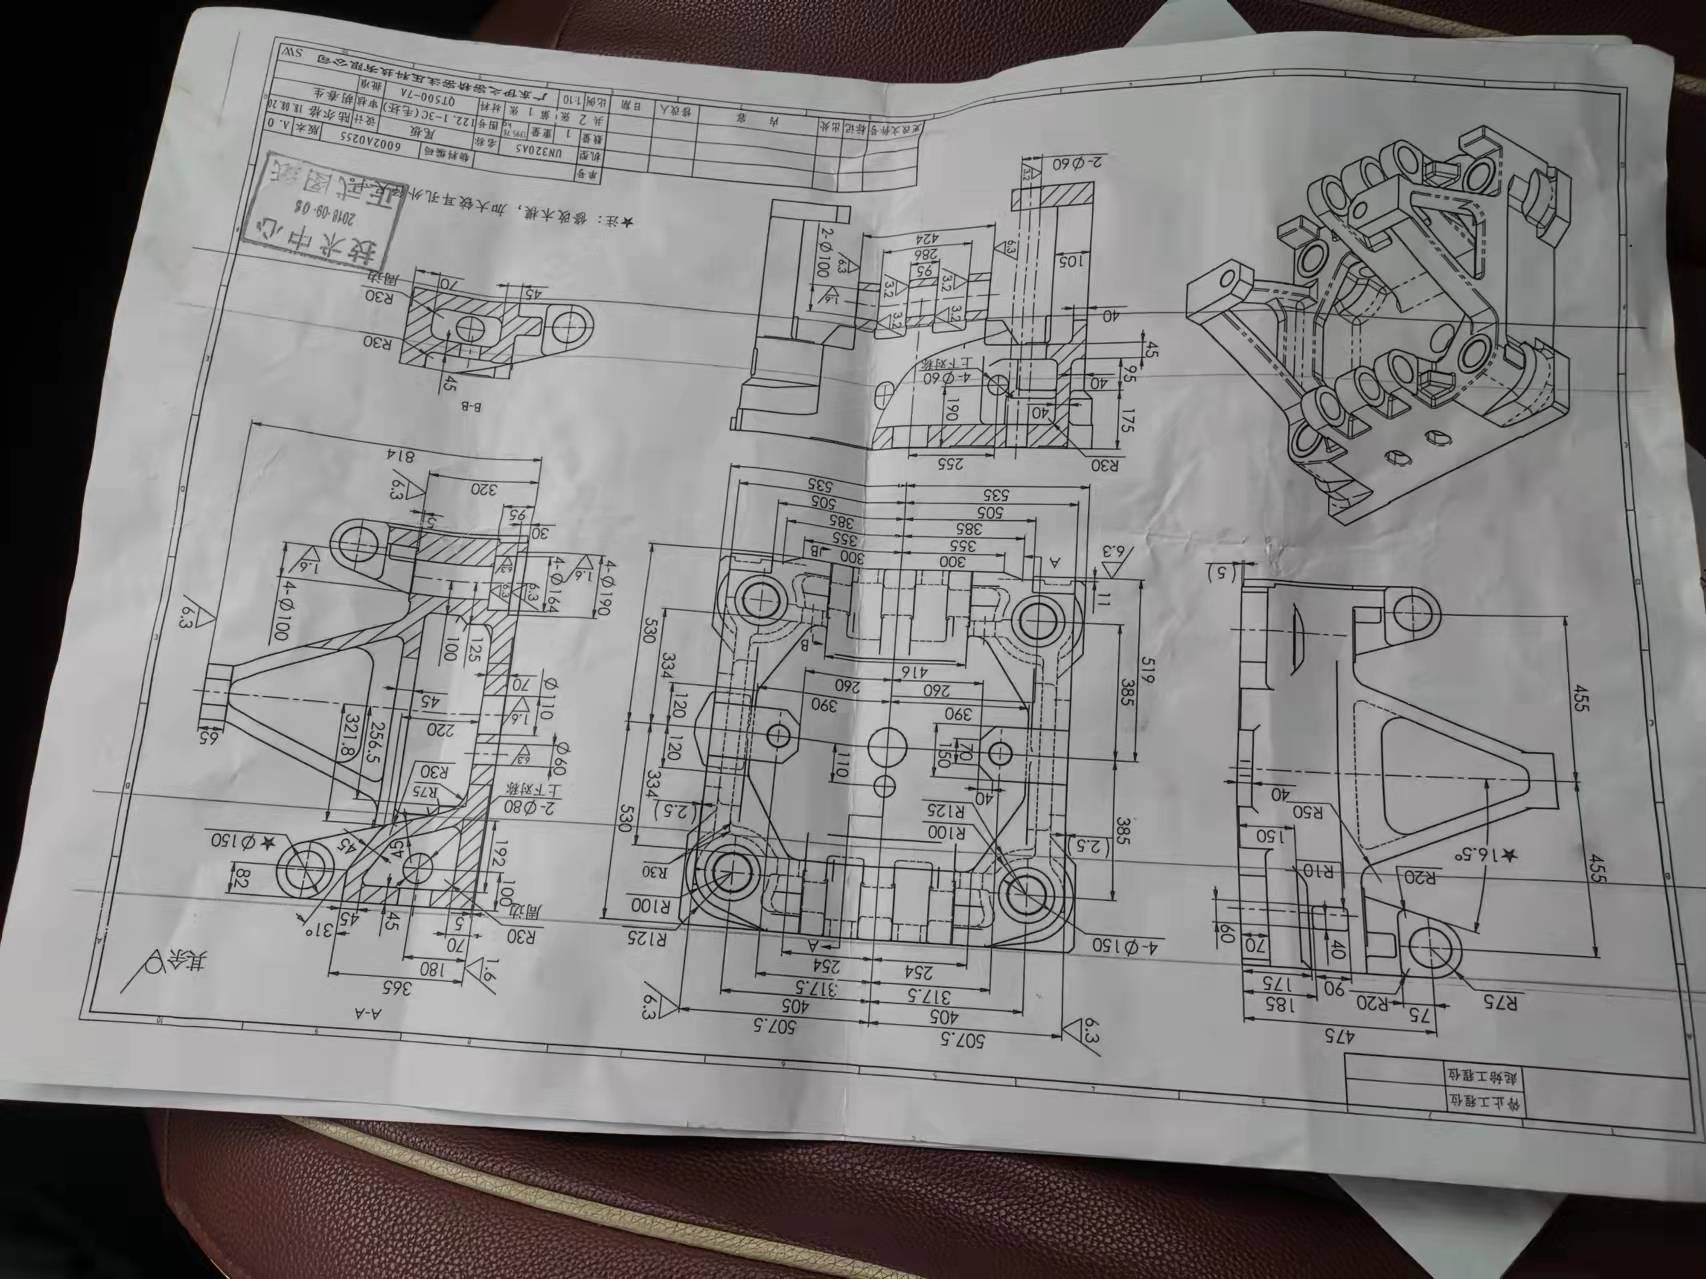 停止工程位
起始工程位
475
75
R20
R75
185
90
175
40
70
60
455
R20
R10
★16.5°
150
R50
40
455
(5)
6.3
507.5
507.5
6.3
405
405
317.5
317.5
254
254
A
4-Ø150
R125
R100
R30
(2.5)
385
R100
R125
(2.5)
530
334
40
70
150
110
120
390
390
120
260
260
519
385
416
334
530
B
11
6.3
A
300
300
B
355
355
385
385
505
505
535
535
A-A
其余
365
1.6
180
70
R30
周边
5
45
45
31°
100
192
82
45
45
★Ø150
2-Ø80
上下对称
R75
R30
Ø60
6.3
256.5
321.8
65
220
1.6
Ø110
45
70
125
100
4-Ø190
4-Ø164
6.3
6.3
1.6
6.3
4-Ø100
1.6
6.3
30
95
5
6.3
320
814
R30
255
175
40
190
4-Ø60
上下对称
95
40
45
40
3.2
3.2
3.2
3.2
1.6
95
105
6.3
286
6.3
2-Ø100
424
2-Ø60
3.2
B-B
45
R30
R30
周边
45
70
★注: 修改木模，加大铰耳孔外
技术中心
2018-09-08
正式图纸
单号
机型 UN320A5 物料编码 6002A0255
数量 1 重量 名称 尾板 版本 A.0
共 2 张 第 1 张 图号 122.1-3C(毛坯) 设计 陆尔格
材料 QT500-7A 审核 胡春生
比例 1:10 广东伊之密精密注压科技有限公司 批准
SW
更改文件号 标记 出处 内 容 修改人 日期